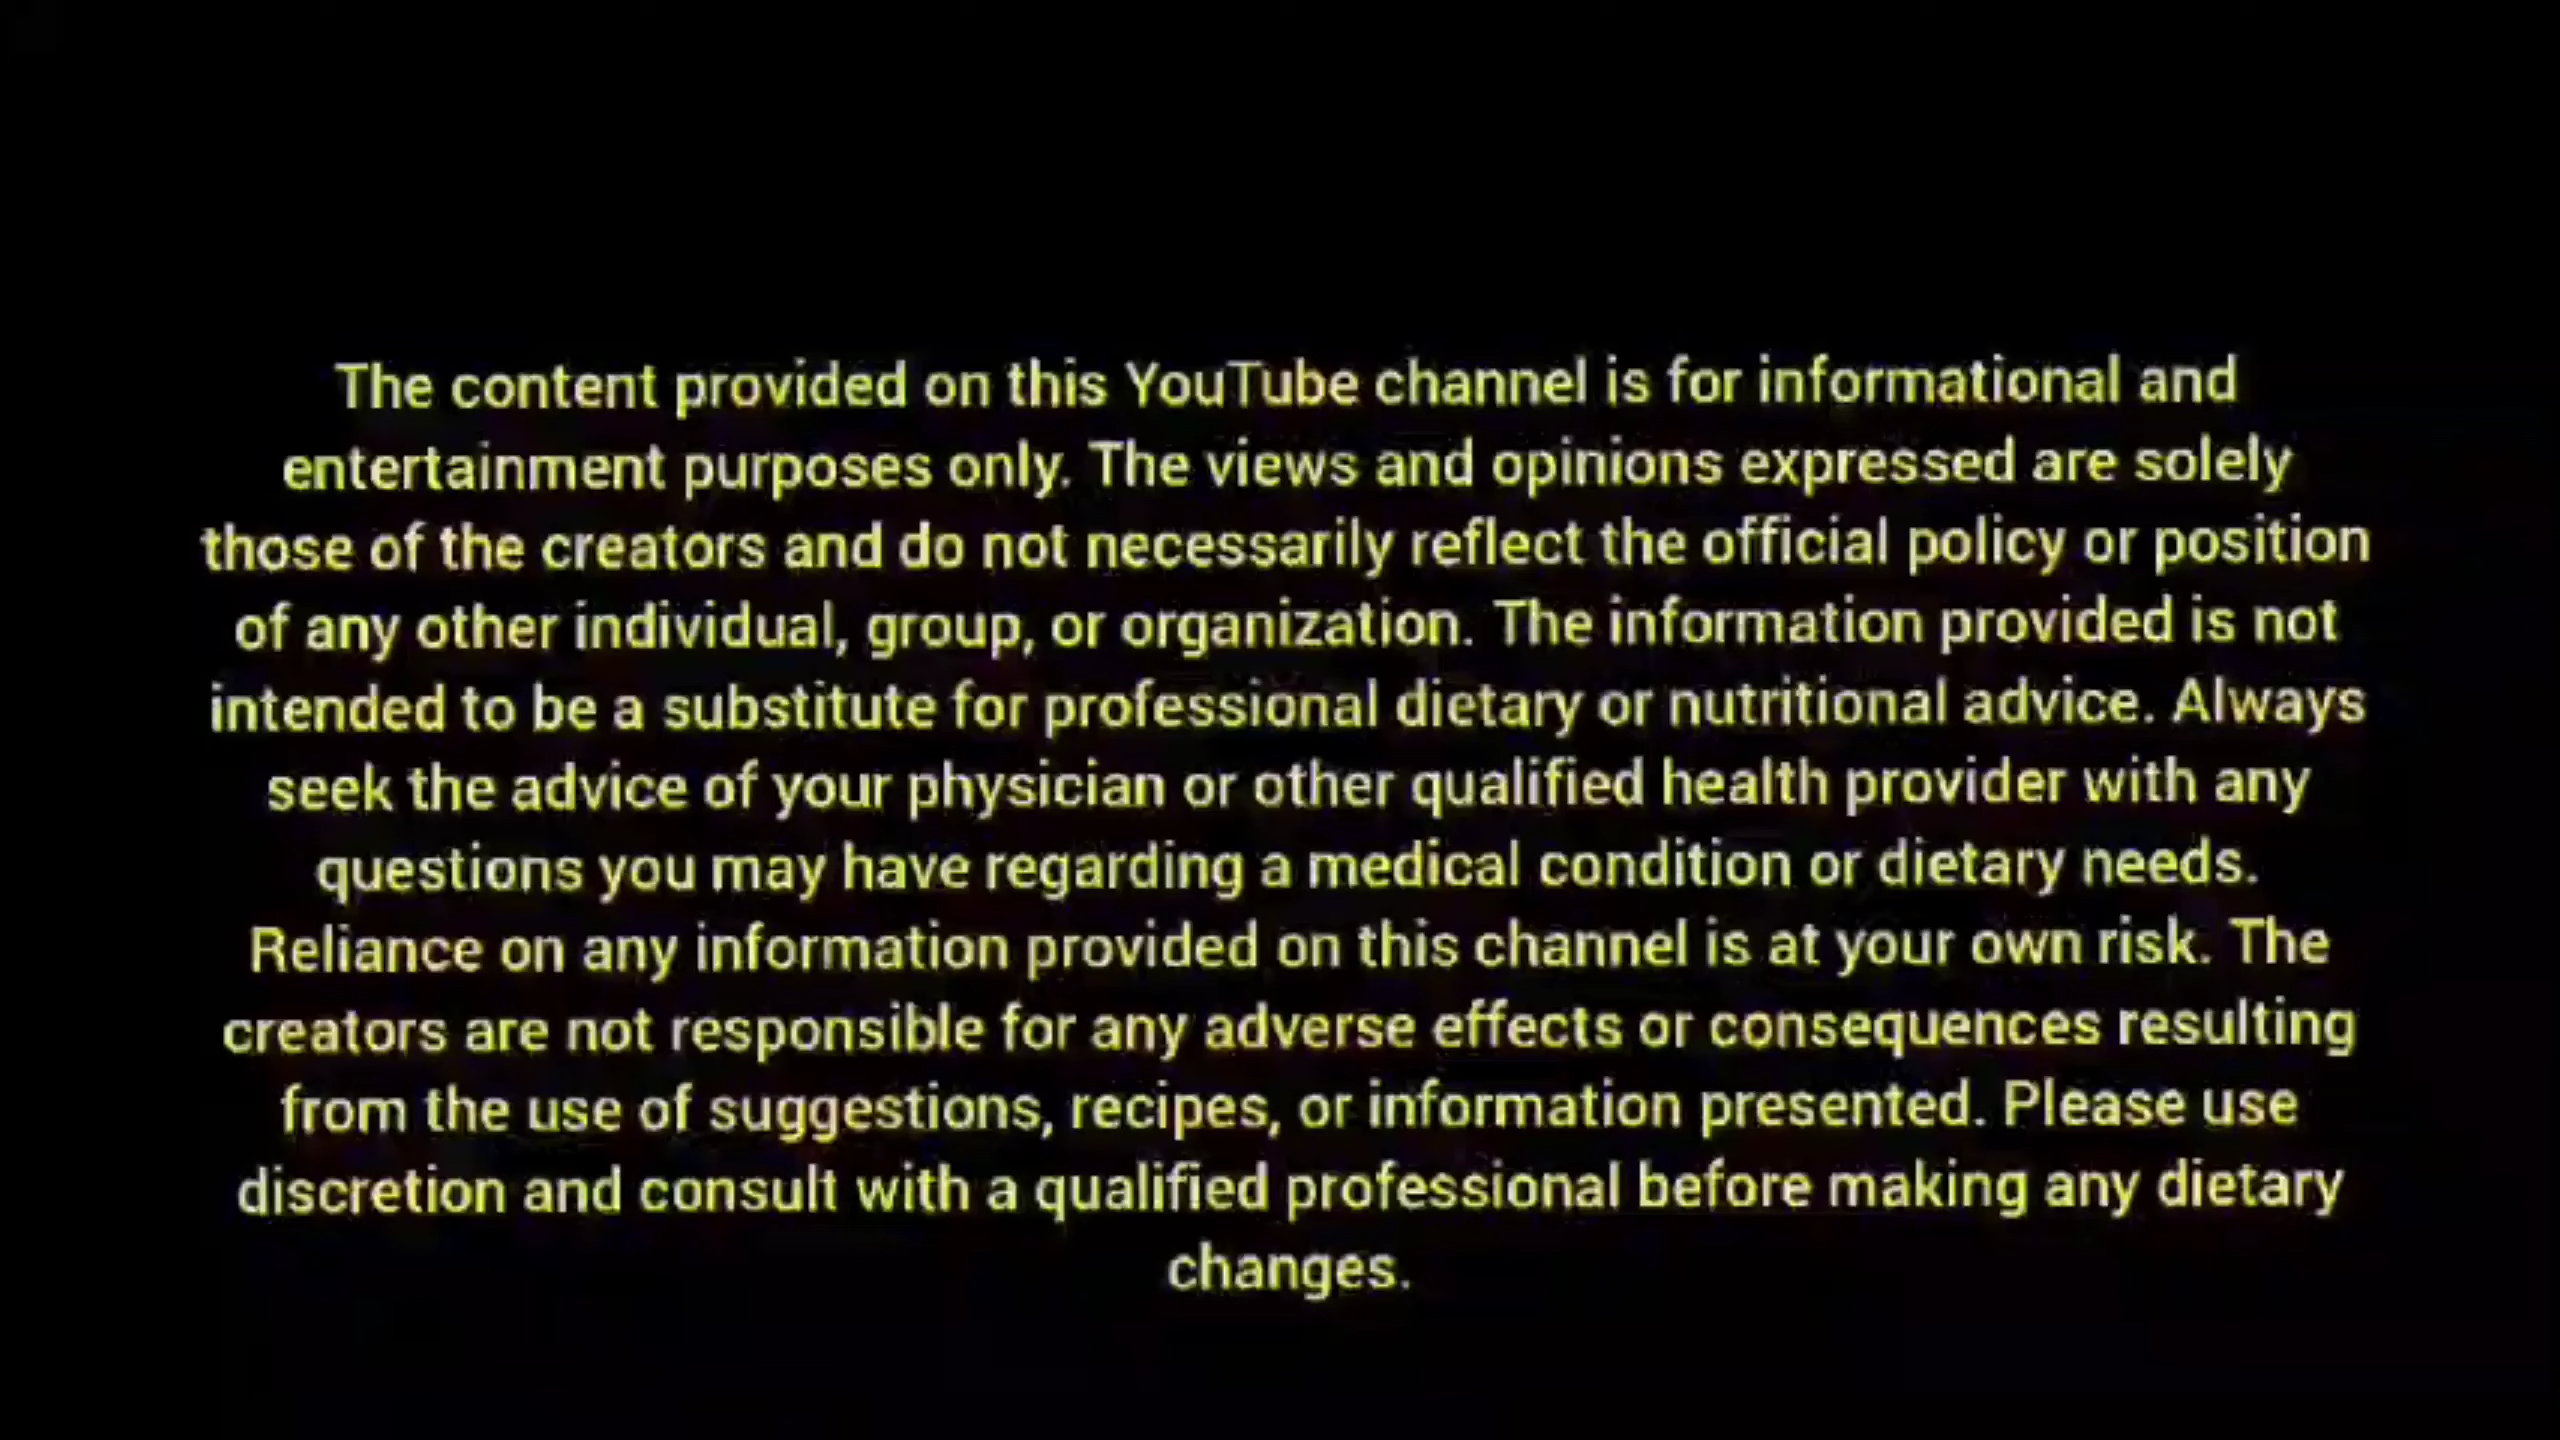 The content provided on this YouTube channel is for informational and
entertainment purposes only. The views and opinions expressed are solely
those of the creators and do not necessarily reflect the official policy or position
of any other individual, group, or organization. The information provided is not
intended to be a substitute for professional dietary or nutritional advice. Always
seek the advice of your physician or other qualified health provider with any
questions you may have regarding a medical condition or dietary needs.
Reliance on any information provided on this channel is at your own risk. The
creators are not responsible for any adverse effects or consequences resulting
from the use of suggestions, recipes, or information presented. Please use
discretion and consult with a qualified professional before making any dietary
changes.